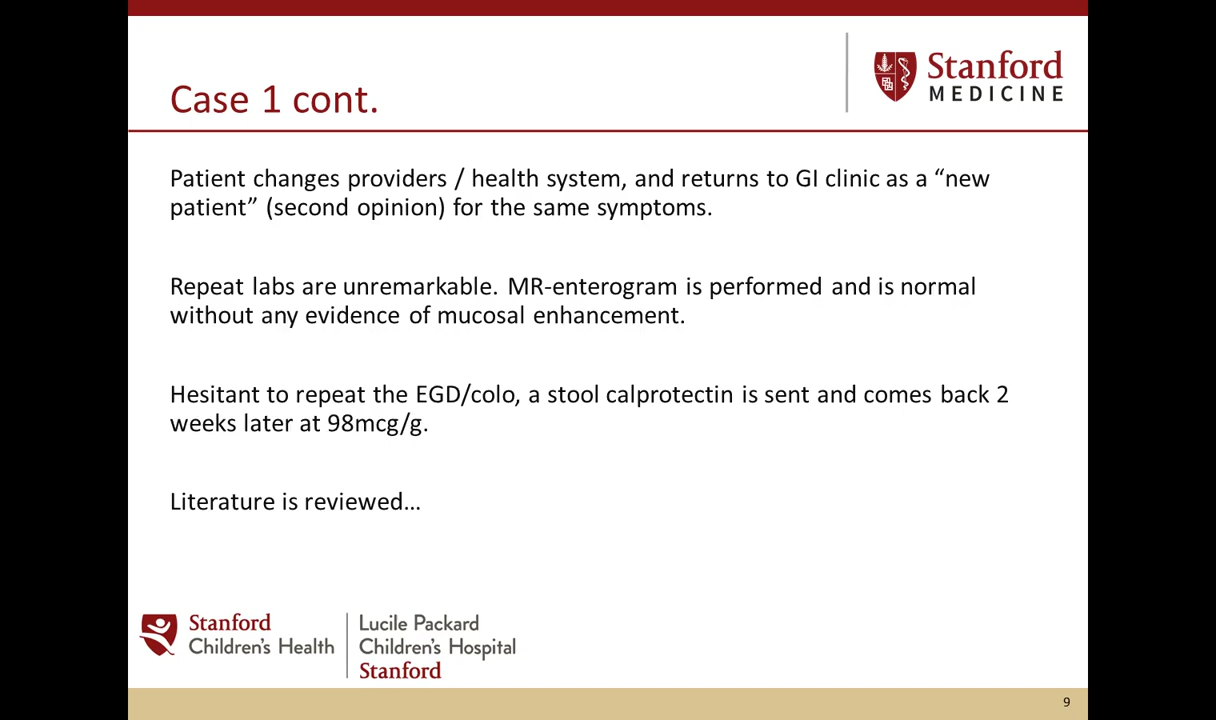 Stanford
MEDICINE
Case 1 cont.
Patient changes providers / health system, and returns to GI clinic as a “new
patient” (second opinion) for the same symptoms.
Repeat labs are unremarkable. MR-enterogram is performed and is normal
without any evidence of mucosal enhancement.
Hesitant to repeat the EGD/colo, a stool calprotectin is sent and comes back 2
weeks later at 98mcg/g.
Literature is reviewed…
Stanford
Children’s Health
Lucile Packard
Children’s Hospital
Stanford
9